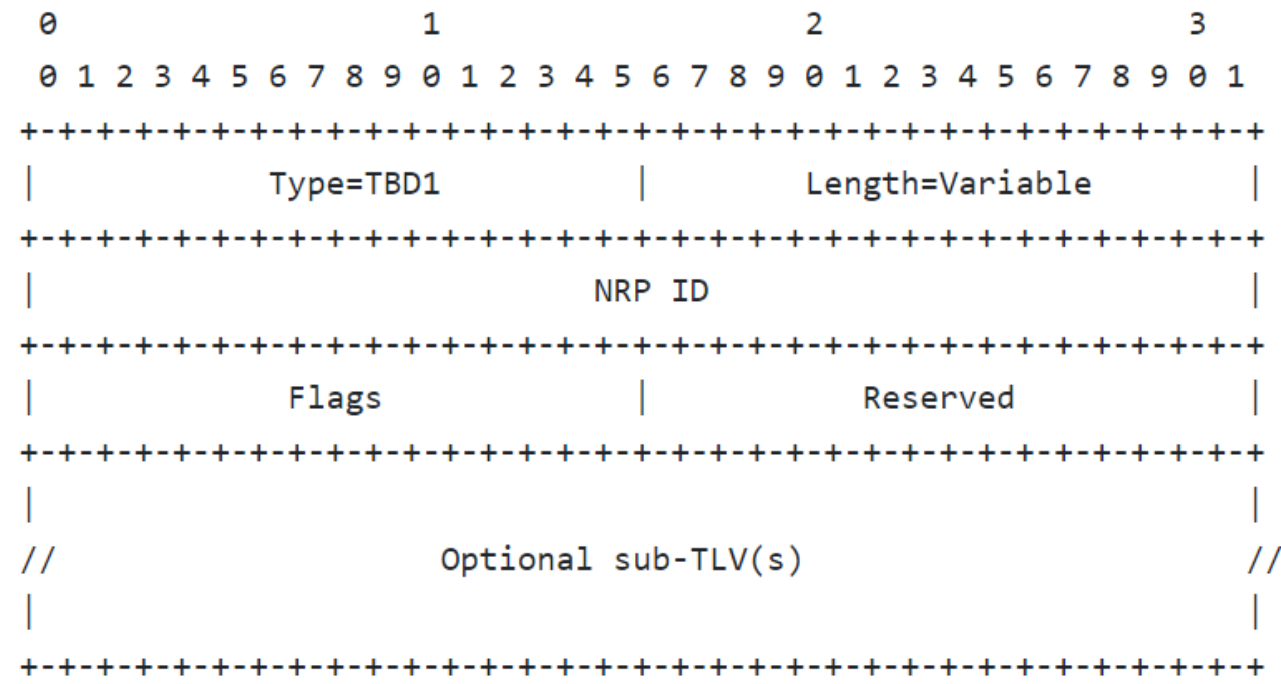 0                   1                   2                   3
 0 1 2 3 4 5 6 7 8 9 0 1 2 3 4 5 6 7 8 9 0 1 2 3 4 5 6 7 8 9 0 1
+-+-+-+-+-+-+-+-+-+-+-+-+-+-+-+-+-+-+-+-+-+-+-+-+-+-+-+-+-+-+-+-+
|            Type=TBD1          |        Length=Variable        |
+-+-+-+-+-+-+-+-+-+-+-+-+-+-+-+-+-+-+-+-+-+-+-+-+-+-+-+-+-+-+-+-+
|                             NRP ID                            |
+-+-+-+-+-+-+-+-+-+-+-+-+-+-+-+-+-+-+-+-+-+-+-+-+-+-+-+-+-+-+-+-+
|             Flags             |           Reserved            |
+-+-+-+-+-+-+-+-+-+-+-+-+-+-+-+-+-+-+-+-+-+-+-+-+-+-+-+-+-+-+-+-+
|                                                               |
//                    Optional sub-TLV(s)                       //
|                                                               |
+-+-+-+-+-+-+-+-+-+-+-+-+-+-+-+-+-+-+-+-+-+-+-+-+-+-+-+-+-+-+-+-+